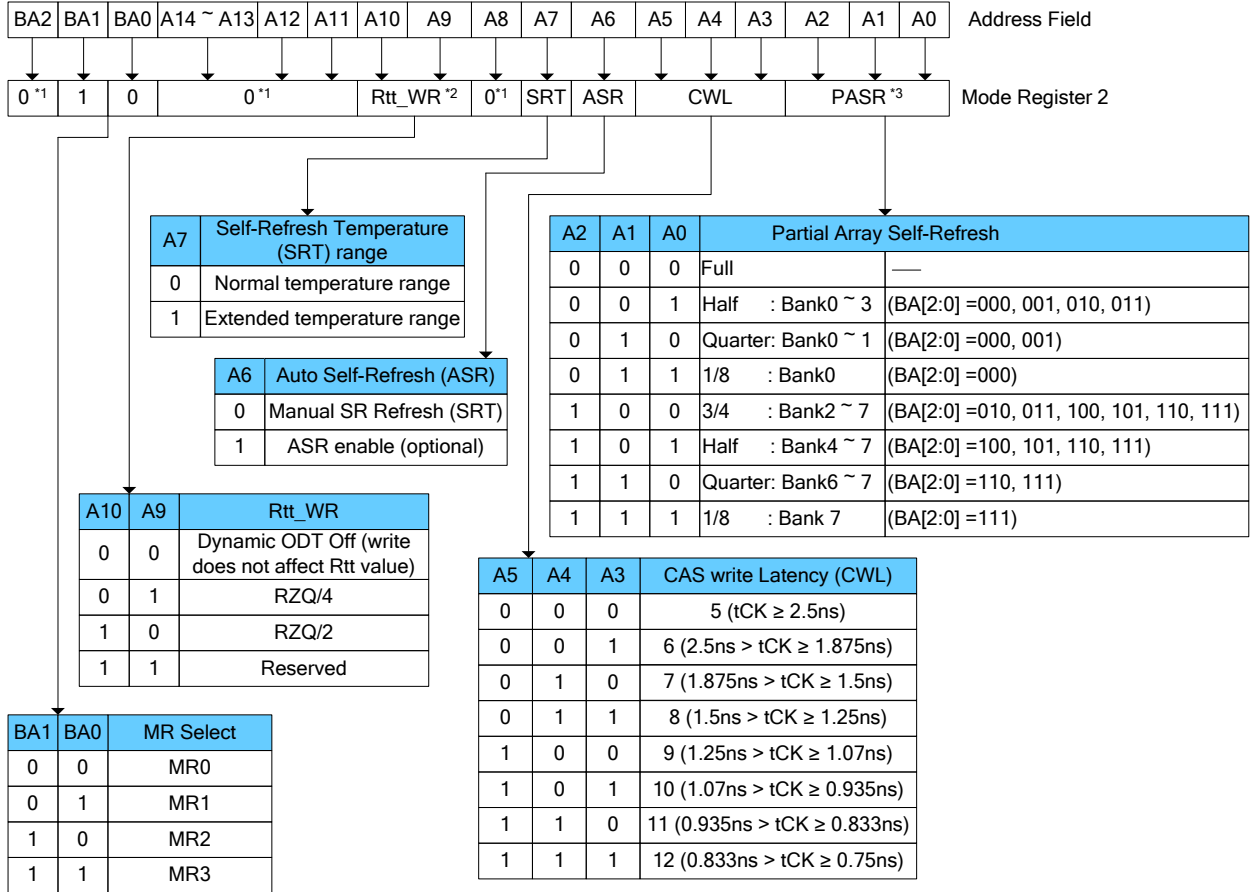 BA2 BA1 BA0 A14 ~ A13 A12 A11 A10 A9 A8 A7 A6 A5 A4 A3 A2 A1 A0 Address Field
0 *1 1 0 0 *1 Rtt_WR *2 0 *1 SRT ASR CWL PASR *3 Mode Register 2
A7 Self-Refresh Temperature (SRT) range
0 Normal temperature range
1 Extended temperature range
A6 Auto Self-Refresh (ASR)
0 Manual SR Refresh (SRT)
1 ASR enable (optional)
A2 A1 A0 Partial Array Self-Refresh
0 0 0 Full —
0 0 1 Half : Bank0 ~ 3 (BA[2:0] =000, 001, 010, 011)
0 1 0 Quarter: Bank0 ~ 1 (BA[2:0] =000, 001)
0 1 1 1/8 : Bank0 (BA[2:0] =000)
1 0 0 3/4 : Bank2 ~ 7 (BA[2:0] =010, 011, 100, 101, 110, 111)
1 0 1 Half : Bank4 ~ 7 (BA[2:0] =100, 101, 110, 111)
1 1 0 Quarter: Bank6 ~ 7 (BA[2:0] =110, 111)
1 1 1 1/8 : Bank 7 (BA[2:0] =111)
A10 A9 Rtt_WR
0 0 Dynamic ODT Off (write does not affect Rtt value)
0 1 RZQ/4
1 0 RZQ/2
1 1 Reserved
A5 A4 A3 CAS write Latency (CWL)
0 0 0 5 (tCK ≥ 2.5ns)
0 0 1 6 (2.5ns > tCK ≥ 1.875ns)
0 1 0 7 (1.875ns > tCK ≥ 1.5ns)
0 1 1 8 (1.5ns > tCK ≥ 1.25ns)
1 0 0 9 (1.25ns > tCK ≥ 1.07ns)
1 0 1 10 (1.07ns > tCK ≥ 0.935ns)
1 1 0 11 (0.935ns > tCK ≥ 0.833ns)
1 1 1 12 (0.833ns > tCK ≥ 0.75ns)
BA1 BA0 MR Select
0 0 MR0
0 1 MR1
1 0 MR2
1 1 MR3